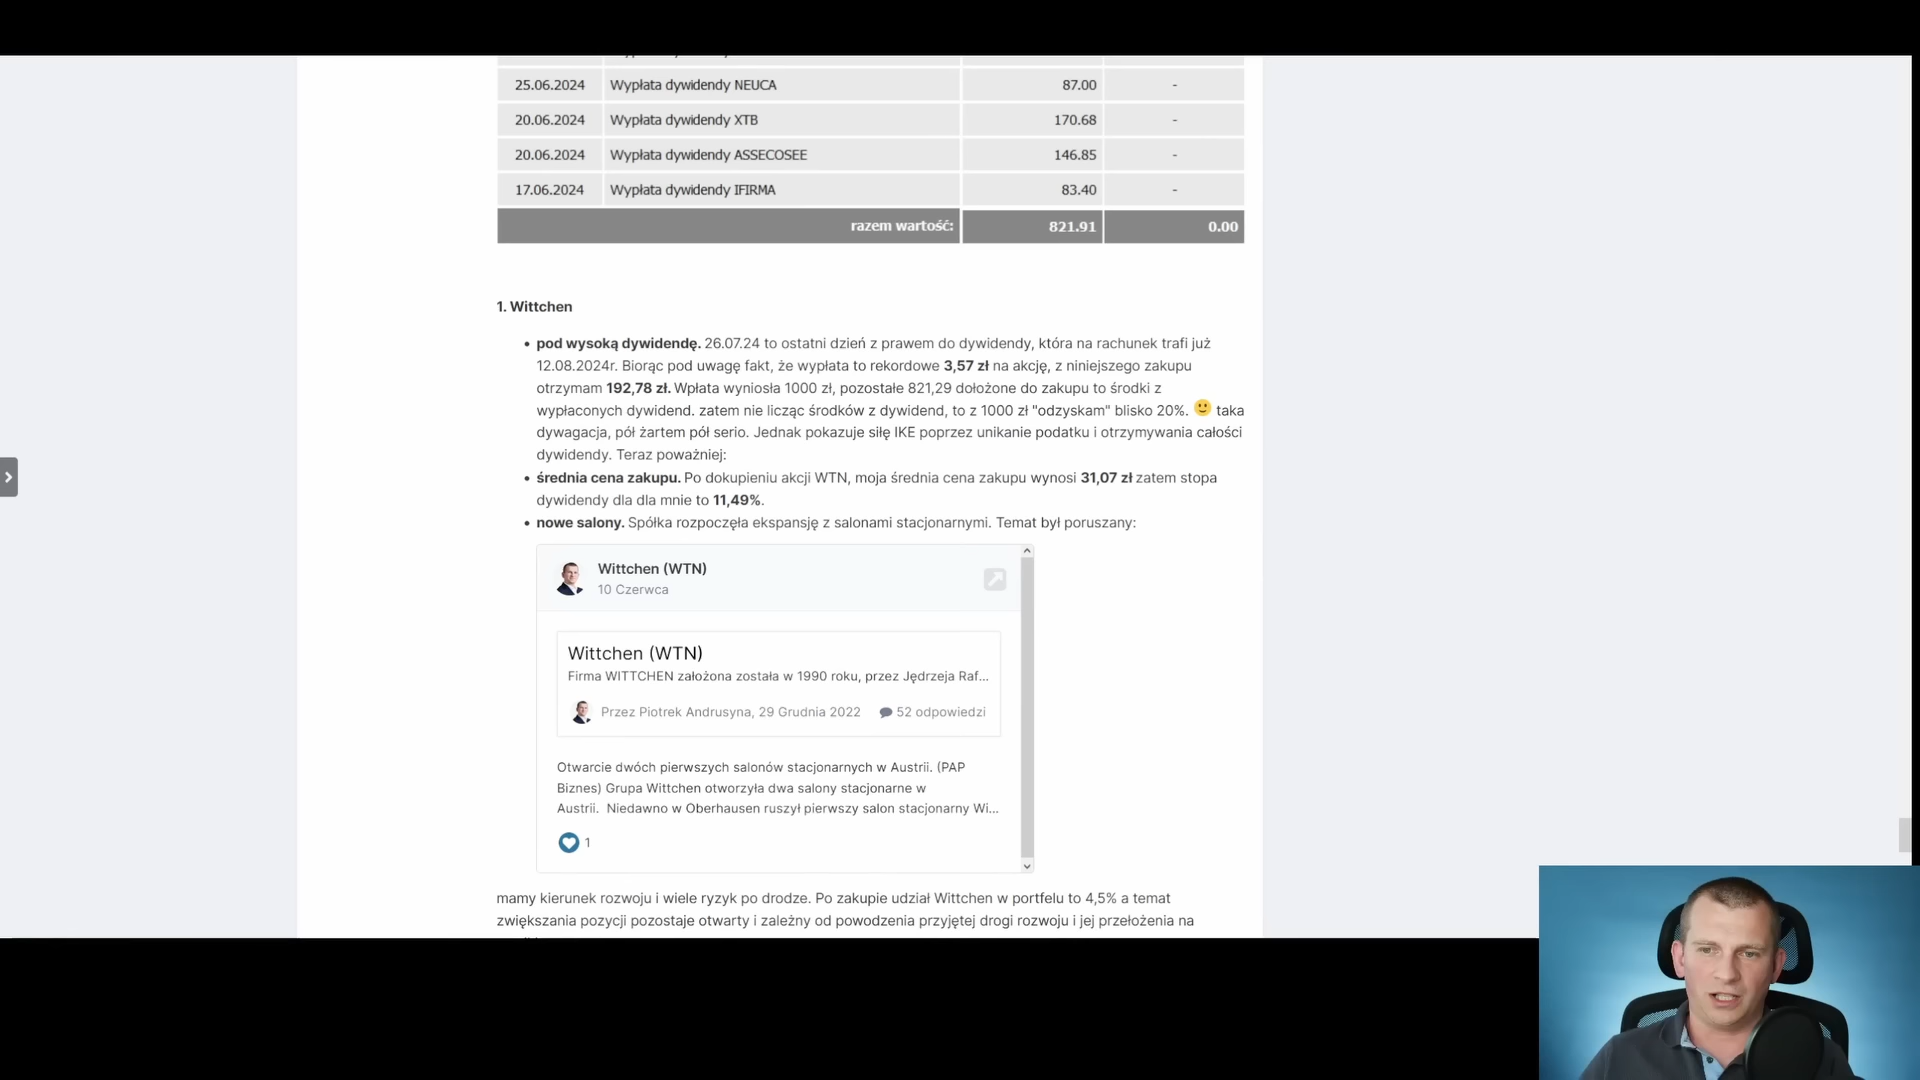 25.06.2024 Wypłata dywidendy NEUCA 87.00 -
20.06.2024 Wypłata dywidendy XTB 170.68 -
20.06.2024 Wypłata dywidendy ASSECOSEE 146.85 -
17.06.2024 Wypłata dywidendy IFIRMA 83.40 -
razem wartość: 821.91 0.00
1. Wittchen
• pod wysoką dywidendę. 26.07.24 to ostatni dzień z prawem do dywidendy, która na rachunek trafi już
12.08.2024r. Biorąc pod uwagę fakt, że wypłata to rekordowe 3,57 zł na akcję, z niniejszego zakupu
otrzymam 192,78 zł. Wpłata wyniosła 1000 zł, pozostałe 821,29 dołożone do zakupu to środki z
wypłaconych dywidend. zatem nie licząc środków z dywidend, to z 1000 zł "odzyskam" blisko 20%. 🙂 taka
dywagacja, pół żartem pół serio. Jednak pokazuje siłę IKE poprzez unikanie podatku i otrzymywania całości
dywidendy. Teraz poważniej:
• średnia cena zakupu. Po dokupieniu akcji WTN, moja średnia cena zakupu wynosi 31,07 zł zatem stopa
dywidendy dla dla mnie to 11,49%.
• nowe salony. Spółka rozpoczęła ekspansję z salonami stacjonarnymi. Temat był poruszany:
Wittchen (WTN)
10 Czerwca
Wittchen (WTN)
Firma WITTCHEN założona została w 1990 roku, przez Jędrzeja Raf...
Przez Piotrek Andrusyna, 29 Grudnia 2022 52 odpowiedzi
Otwarcie dwóch pierwszych salonów stacjonarnych w Austrii. (PAP
Biznes) Grupa Wittchen otworzyła dwa salony stacjonarne w
Austrii. Niedawno w Oberhausen ruszył pierwszy salon stacjonarny Wi...
1
mamy kierunek rozwoju i wiele ryzyk po drodze. Po zakupie udział Wittchen w portfelu to 4,5% a temat
zwiększania pozycji pozostaje otwarty i zależny od powodzenia przyjętej drogi rozwoju i jej przełożenia na